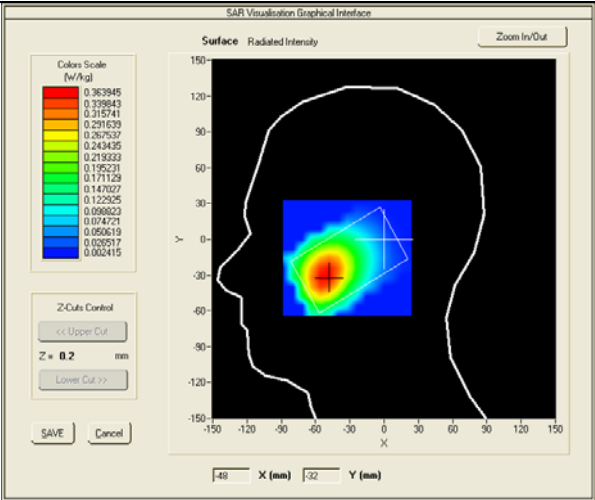 SAR Visualisation Graphical Interface
Surface Radiated Intensity
Zoom In/Out
Colors Scale
(W/kg)
0.363945
0.339843
0.315741
0.291639
0.267537
0.243435
0.219333
0.195231
0.171129
0.147027
0.122925
0.098823
0.074721
0.050619
0.026517
0.002415
Z-Cuts Control
<< Upper Cut
Z = 0.2 mm
Lower Cut >>
SAVE Cancel
150-
120-
90-
60-
30-
0-
-30-
-60-
-90-
-120-
-150-
Y
-150 -120 -90 -60 -30 0 30 60 90 120 150
X
-48 X (mm) -32 Y (mm)